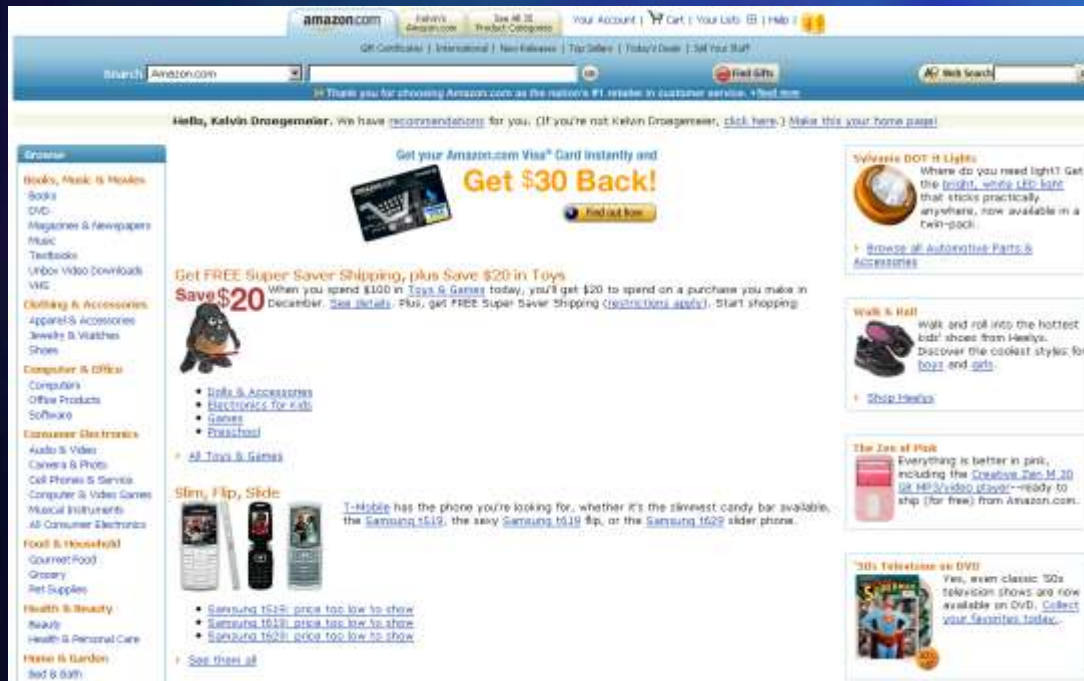 amazon.com
Kelvin's Amazon.com
See All 32 Product Categories
Your Account | Cart | Your Lists | Help |
Gift Certificates | International | New Releases | Top Sellers | Today's Deals | Sell Your Stuff
Search Amazon.com GO Find Gifts Web Search
Thank you for choosing Amazon.com as the nation's #1 retailer in customer service. Read more
Hello, Kelvin Droegemeier. We have recommendations for you. (If you're not Kelvin Droegemeier, click here.) Make this your home page!
Browse
Books, Music & Movies
Books
DVD
Magazines & Newspapers
Music
Textbooks
Unbox Video Downloads
VHS
Clothing & Accessories
Apparel & Accessories
Jewelry & Watches
Shoes
Computer & Office
Computers
Office Products
Software
Consumer Electronics
Audio & Video
Camera & Photo
Cell Phones & Service
Computer & Video Games
Musical Instruments
All Consumer Electronics
Food & Household
Gourmet Food
Grocery
Pet Supplies
Health & Beauty
Beauty
Health & Personal Care
Home & Garden
Bed & Bath
Get your Amazon.com Visa® Card Instantly and
Get $30 Back!
Find out how
Get FREE Super Saver Shipping, plus Save $20 in Toys
Save $20
When you spend $100 in Toys & Games today, you'll get $20 to spend on a purchase you make in
December. See details. Plus, get FREE Super Saver Shipping (restrictions apply). Start shopping
Dolls & Accessories
Electronics for Kids
Games
Preschool
All Toys & Games
Slim, Flip, Slide
T-Mobile has the phone you're looking for, whether it's the slimmest candy bar available,
the Samsung t519, the sexy Samsung t619 flip, or the Samsung t629 slider phone.
Samsung t519: price too low to show
Samsung t619: price too low to show
Samsung t629: price too low to show
See them all
Sylvania DOT it Lights
Where do you need light? Get
the bright, white LED light
that sticks practically
anywhere, now available in a
twin-pack.
Browse all Automotive Parts &
Accessories
Walk & Roll
Walk and roll into the hottest
kids' shoes from Heelys.
Discover the coolest styles for
boys and girls.
Shop Heelys
The Zen of Pink
Everything is better in pink,
including the Creative Zen M 30
GB MP3/video player--ready to
ship (for free) from Amazon.com.
'50s Television on DVD
Yes, even classic '50s
television shows are now
available on DVD. Collect
your favorites today.